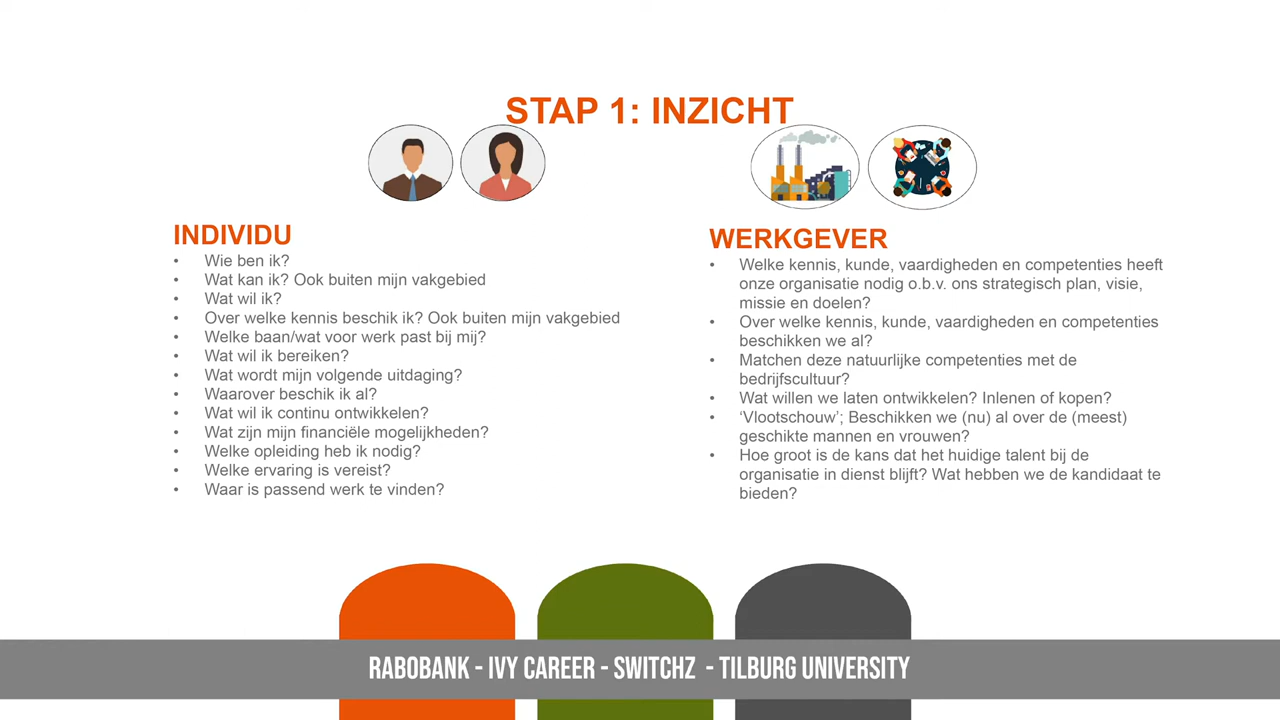 STAP 1: INZICHT
INDIVIDU
• Wie ben ik?
• Wat kan ik? Ook buiten mijn vakgebied
• Wat wil ik?
• Over welke kennis beschik ik? Ook buiten mijn vakgebied
• Welke baan/wat voor werk past bij mij?
• Wat wil ik bereiken?
• Wat wordt mijn volgende uitdaging?
• Waarover beschik ik al?
• Wat wil ik continu ontwikkelen?
• Wat zijn mijn financiële mogelijkheden?
• Welke opleiding heb ik nodig?
• Welke ervaring is vereist?
• Waar is passend werk te vinden?
WERKGEVER
• Welke kennis, kunde, vaardigheden en competenties heeft
onze organisatie nodig o.b.v. ons strategisch plan, visie,
missie en doelen?
• Over welke kennis, kunde, vaardigheden en competenties
beschikken we al?
• Matchen deze natuurlijke competenties met de
bedrijfscultuur?
• Wat willen we laten ontwikkelen? Inlenen of kopen?
• ‘Vlootschouw’; Beschikken we (nu) al over de (meest)
geschikte mannen en vrouwen?
• Hoe groot is de kans dat het huidige talent bij de
organisatie in dienst blijft? Wat hebben we de kandidaat te
bieden?
RABOBANK - IVY CAREER - SWITCHZ - TILBURG UNIVERSITY